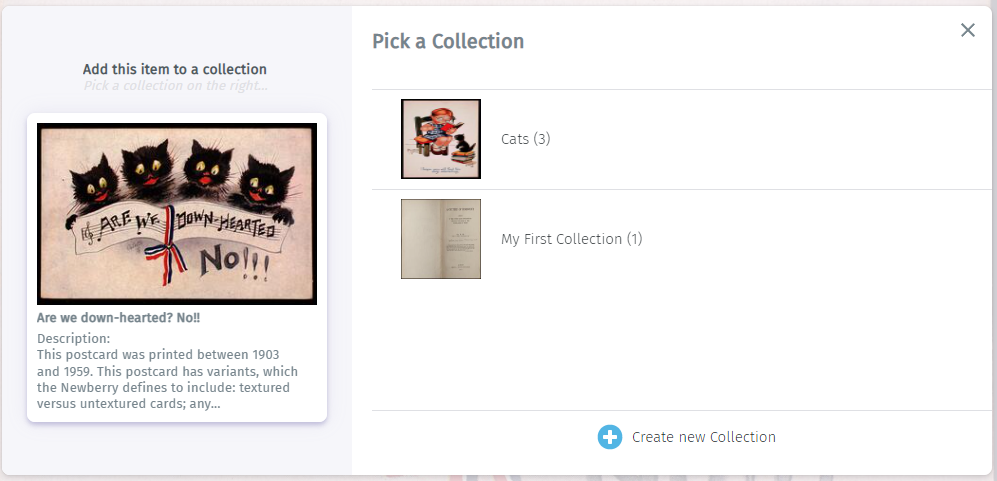 Add this item to a collection
Pick a collection on the right...
ARE WE DOWN-HEARTED
No!!!
Are we down-hearted? No!!
Description:
This postcard was printed between 1903
and 1959. This postcard has variants, which
the Newberry defines to include: textured
versus untextured cards; any...
Pick a Collection
Cats (3)
My First Collection (1)
Create new Collection